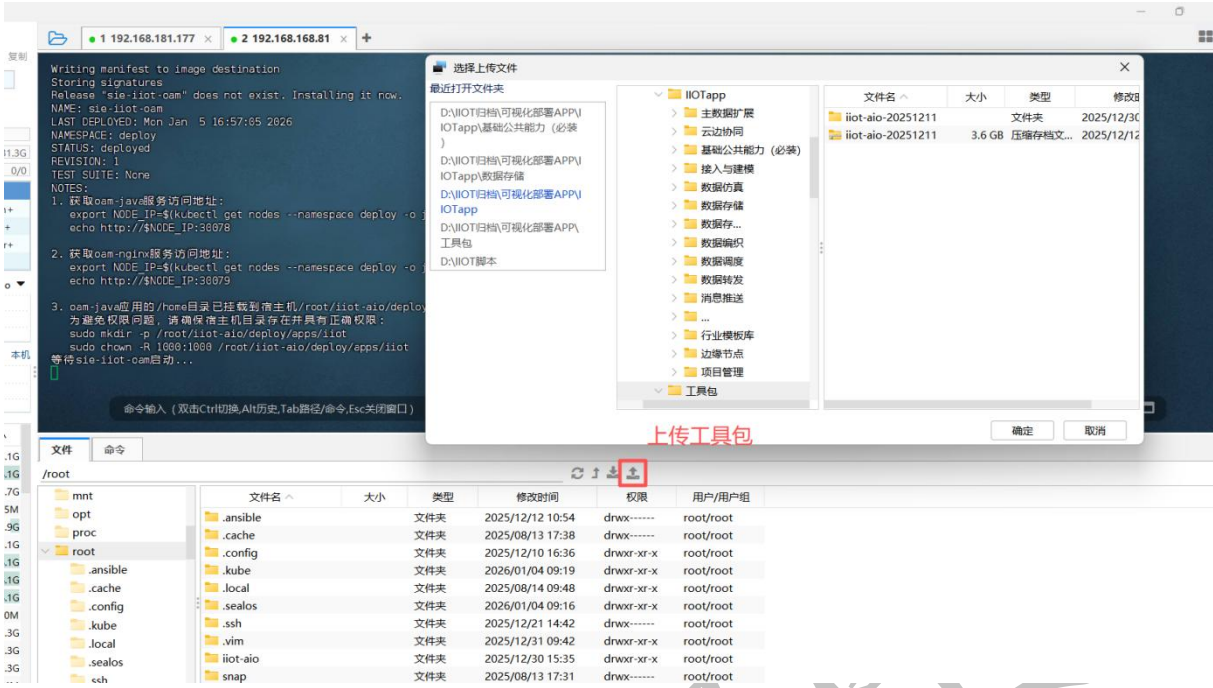 复制
1 192.168.181.177 × 2 192.168.168.81 × +
Writing manifest to image destination
Storing signatures
Release "sie-iiot-oam" does not exist. Installing it now.
NAME: sie-iiot-oam
LAST DEPLOYED: Mon Jan 5 16:57:05 2026
NAMESPACE: deploy
STATUS: deployed
REVISION: 1
TEST SUITE: None
NOTES:
1. 获取oam-java服务访问地址:
export NODE_IP=$(kubectl get nodes --namespace deploy -o j
echo http://$NODE_IP:30078
2. 获取oam-nginx服务访问地址:
export NODE_IP=$(kubectl get nodes --namespace deploy -o j
echo http://$NODE_IP:30079
3. oam-java应用的/home目录已挂载到宿主机/root/iiot-aio/deploy
为避免权限问题，请确保宿主机目录存在并具有正确权限:
sudo mkdir -p /root/iiot-aio/deploy/apps/iiot
sudo chown -R 1000:1000 /root/iiot-aio/deploy/apps/iiot
等待sie-iiot-oam启动...
命令输入 (双击Ctrl切换,Alt历史,Tab路径/命令,Esc关闭窗口)
选择上传文件
最近打开文件夹
D:\IIOT归档\可视化部署APP\I
IOTapp\基础公共能力（必装
）
D:\IIOT归档\可视化部署APP\I
IOTapp\数据存储
D:\IIOT归档\可视化部署APP\I
IOTapp
D:\IIOT归档\可视化部署APP\
工具包
D:\IIOT脚本
IIOTapp
主数据扩展
云边协同
基础公共能力（必装）
接入与建模
数据仿真
数据存储
数据存...
数据编织
数据调度
数据转发
消息推送
...
行业模板库
边缘节点
项目管理
工具包
文件名 大小 类型 修改
iiot-aio-20251211 文件夹 2025/12/30
iiot-aio-20251211 3.6 GB 压缩存档文... 2025/12/12
确定 取消
上传工具包
31.3G
0/0
本机
文件 命令
/root
mnt
opt
proc
root
.ansible
.cache
.config
.kube
.local
.sealos
.ssh
文件名 大小 类型 修改时间 权限 用户/用户组
.ansible 文件夹 2025/12/12 10:54 drwx------ root/root
.cache 文件夹 2025/08/13 17:38 drwx------ root/root
.config 文件夹 2025/12/10 16:36 drwxr-xr-x root/root
.kube 文件夹 2026/01/04 09:19 drwxr-xr-x root/root
.local 文件夹 2025/08/14 09:48 drwxr-xr-x root/root
.sealos 文件夹 2026/01/04 09:16 drwxr-xr-x root/root
.ssh 文件夹 2025/12/21 14:42 drwx------ root/root
.vim 文件夹 2025/12/31 09:42 drwxr-xr-x root/root
iiot-aio 文件夹 2025/12/30 15:35 drwxr-xr-x root/root
snap 文件夹 2025/08/13 17:31 drwx------ root/root